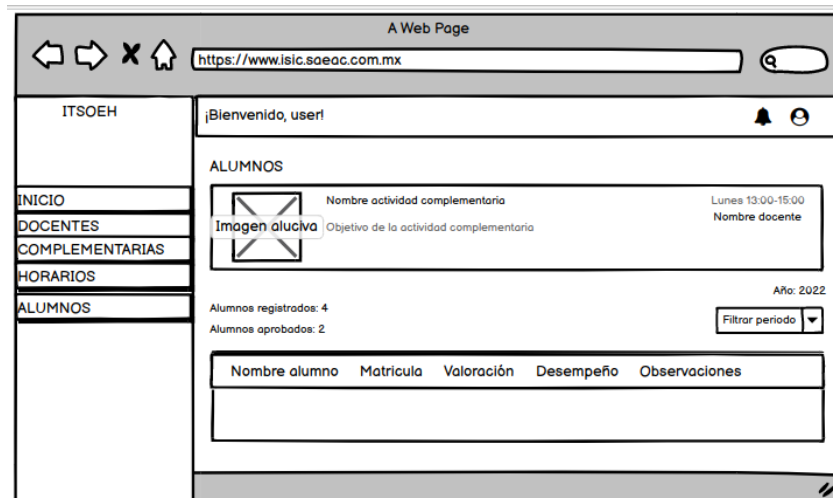 A Web Page
https://www.isic.saeac.com.mx
ITSOEH
¡Bienvenido, user!
INICIO
DOCENTES
COMPLEMENTARIAS
HORARIOS
ALUMNOS
ALUMNOS
Imagen aluciva
Nombre actividad complementaria
Objetivo de la actividad complementaria
Lunes 13:00-15:00
Nombre docente
Año: 2022
Alumnos registrados: 4
Alumnos aprobados: 2
Filtrar periodo
Nombre alumno Matricula Valoración Desempeño Observaciones